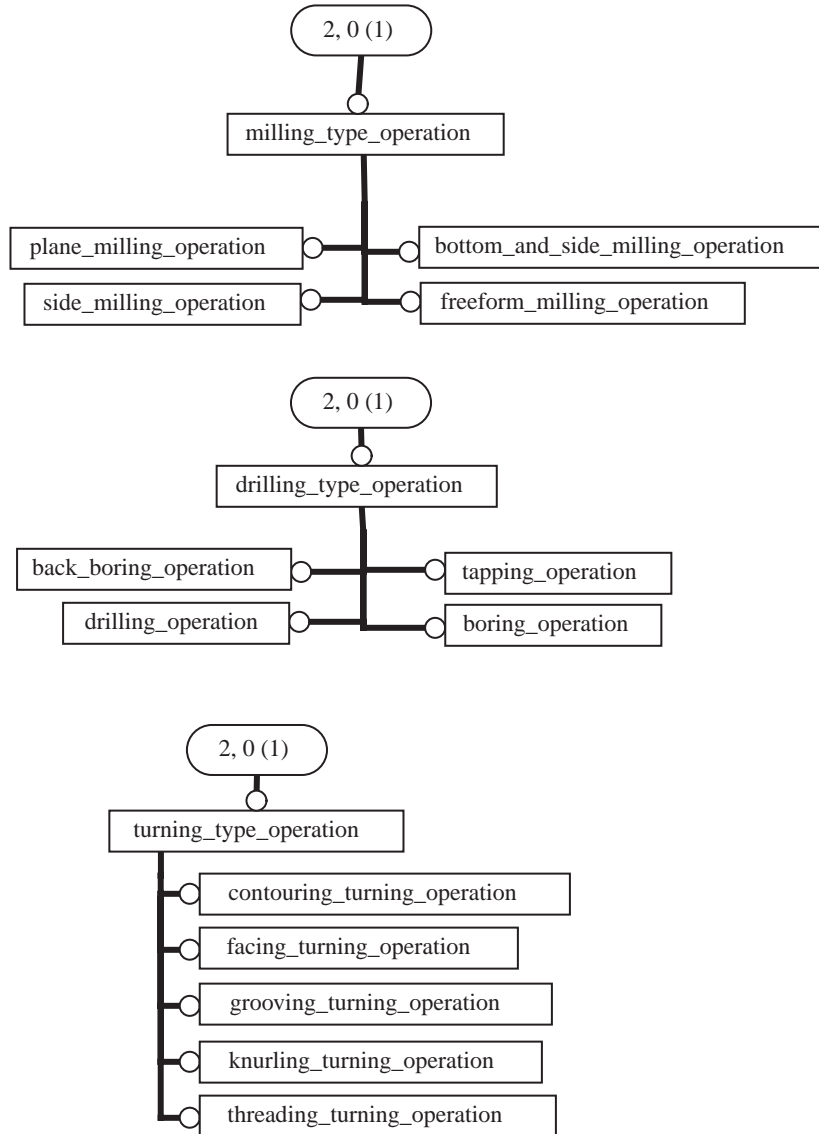 2, 0 (1)
milling_type_operation
plane_milling_operation
bottom_and_side_milling_operation
side_milling_operation
freeform_milling_operation
2, 0 (1)
drilling_type_operation
back_boring_operation
tapping_operation
drilling_operation
boring_operation
2, 0 (1)
turning_type_operation
contouring_turning_operation
facing_turning_operation
grooving_turning_operation
knurling_turning_operation
threading_turning_operation